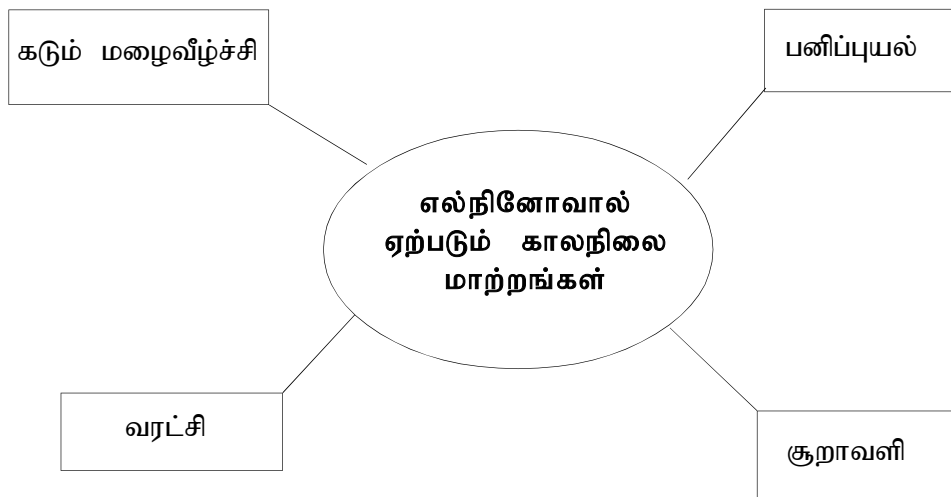 கடும் மழைவீழ்ச்சி
பனிப்புயல்
எல்நினோவால்
ஏற்படும் காலநிலை
மாற்றங்கள்
வரட்சி
சூறாவளி